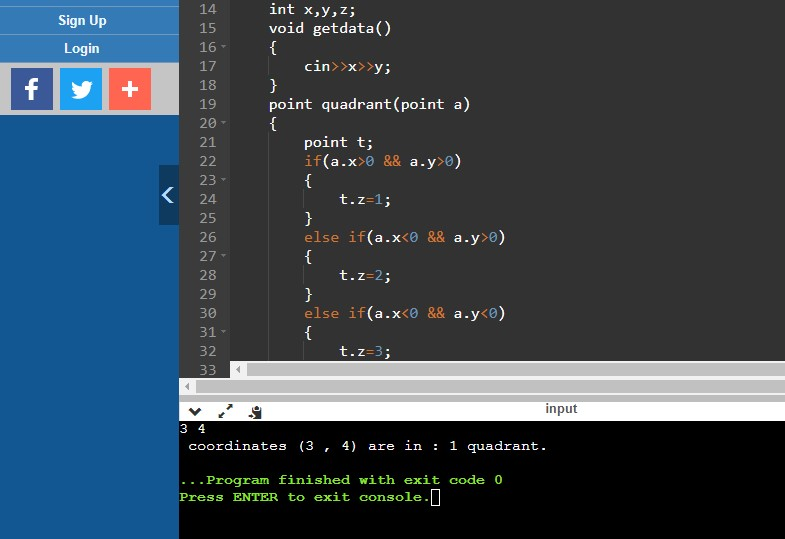 Sign Up
Login
14 int x,y,z;
15 void getdata()
16 {
17 cin>>x>>y;
18 }
19 point quadrant(point a)
20 {
21 point t;
22 if(a.x>0 && a.y>0)
23 {
24 t.z=1;
25 }
26 else if(a.x<0 && a.y>0)
27 {
28 t.z=2;
29 }
30 else if(a.x<0 && a.y<0)
31 {
32 t.z=3;
33
input
3 4
coordinates (3 , 4) are in : 1 quadrant.
...Program finished with exit code 0
Press ENTER to exit console.